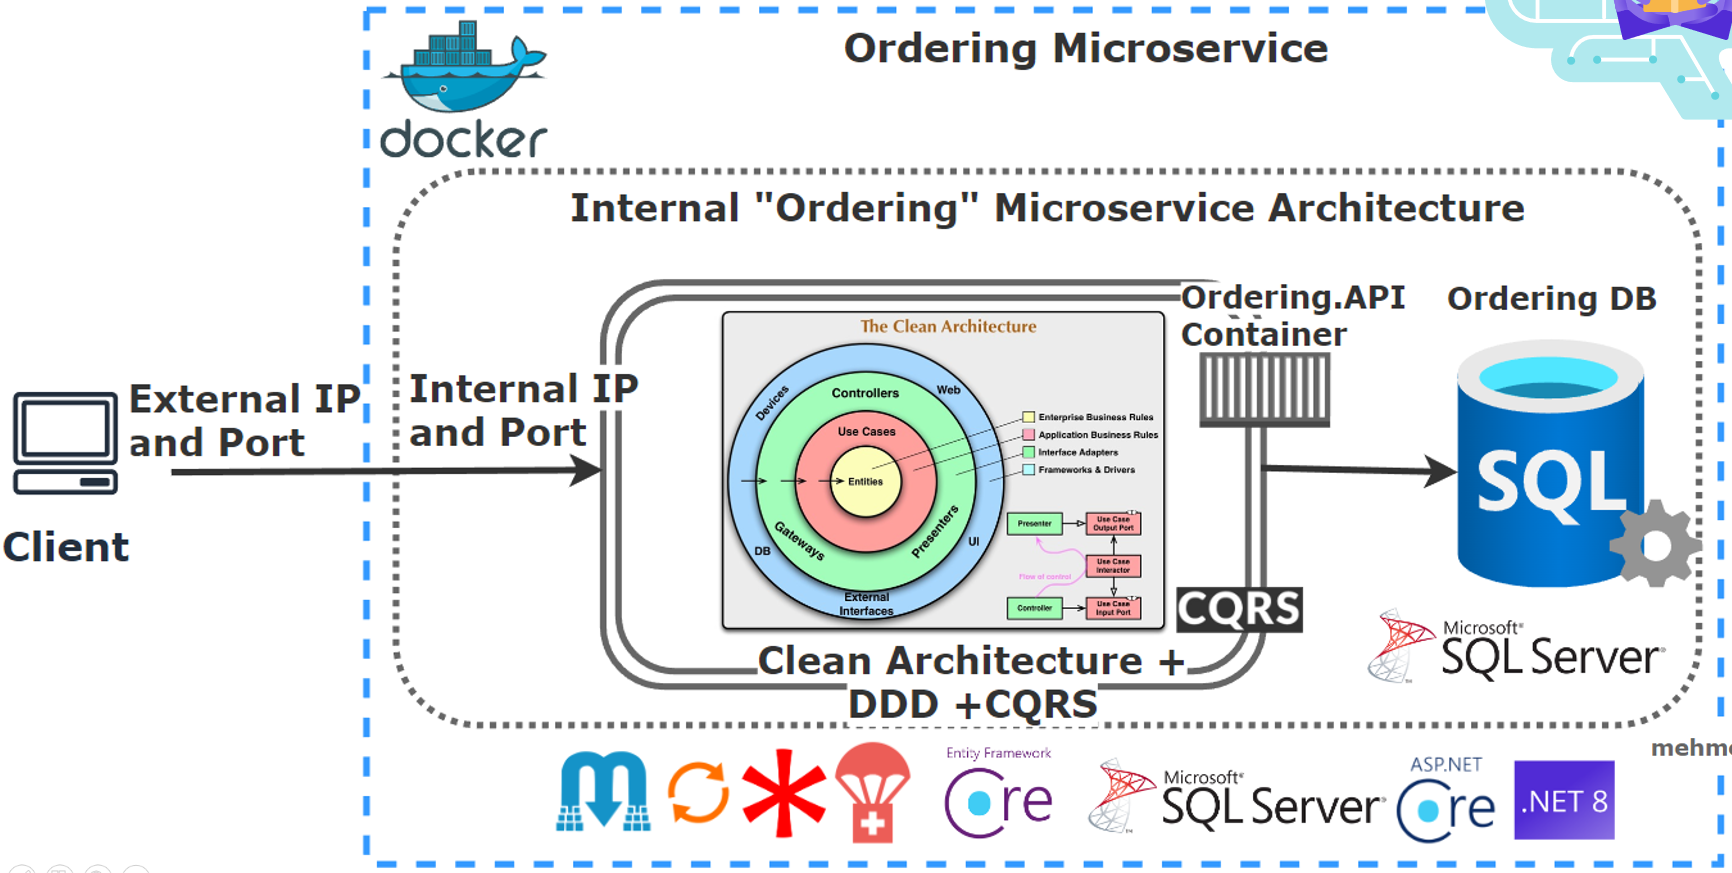 Ordering Microservice
docker
Internal "Ordering" Microservice Architecture
Ordering.API
Container
Ordering DB
The Clean Architecture
External IP
and Port
Internal IP
and Port
Client
Devices
Controllers
Web
Use Cases
Entities
Gateways
Presenters
DB
UI
External
Interfaces
Enterprise Business Rules
Application Business Rules
Interface Adapters
Frameworks & Drivers
Presenter
Use Case
Output Port
Flow of control
Use Case
Interactor
Controller
Use Case
Input Port
SQL
CQRS
Microsoft®
SQL Server®
Clean Architecture +
DDD +CQRS
Entity Framework
Core
Microsoft®
SQL Server®
ASP.NET
Core
.NET 8